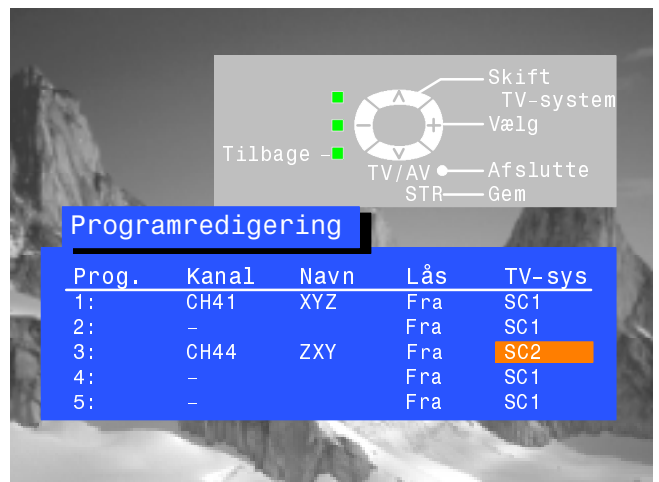 Skift
TV-system
Vælg
Tilbage
TV/AV Afslutte
STR Gem
Programredigering
Prog. Kanal Navn Lås TV-sys
1: CH41 XYZ Fra SC1
2: – Fra SC1
3: CH44 ZXY Fra SC2
4: – Fra SC1
5: – Fra SC1